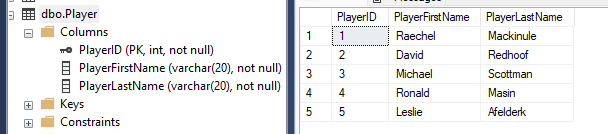 dbo.Player
Columns
PlayerID (PK, int, not null)
PlayerFirstName (varchar(20), not null)
PlayerLastName (varchar(20), not null)
Keys
Constraints
PlayerID PlayerFirstName PlayerLastName
1 1 Raechel Mackinule
2 2 David Redhoof
3 3 Michael Scottman
4 4 Ronald Masin
5 5 Leslie Afelderk